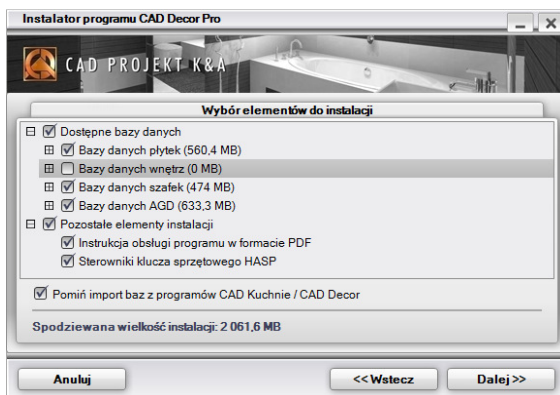 Instalator programu CAD Decor Pro
CAD PROJEKT K&A
Wybór elementów do instalacji
Dostępne bazy danych
Bazy danych płytek (560,4 MB)
Bazy danych wnętrz (0 MB)
Bazy danych szafek (474 MB)
Bazy danych AGD (633,3 MB)
Pozostałe elementy instalacji
Instrukcja obsługi programu w formacie PDF
Sterowniki klucza sprzętowego HASP
Pomiń import baz z programów CAD Kuchnie / CAD Decor
Spodziewana wielkość instalacji: 2 061,6 MB
Anuluj << Wstecz Dalej >>